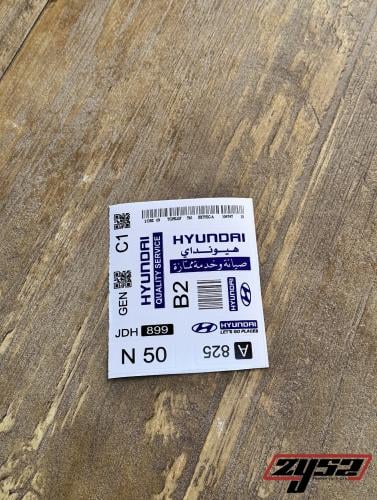 C1
GEN
HYUNDAI
QUALITY SERVICE
HYUNDAI
هيونداي
صيانة وخدمة ممتازة
B2
HYUNDAI
JDH 899
HYUNDAI
LET'S GO PLACES
N 50
825 A
ZYSZ